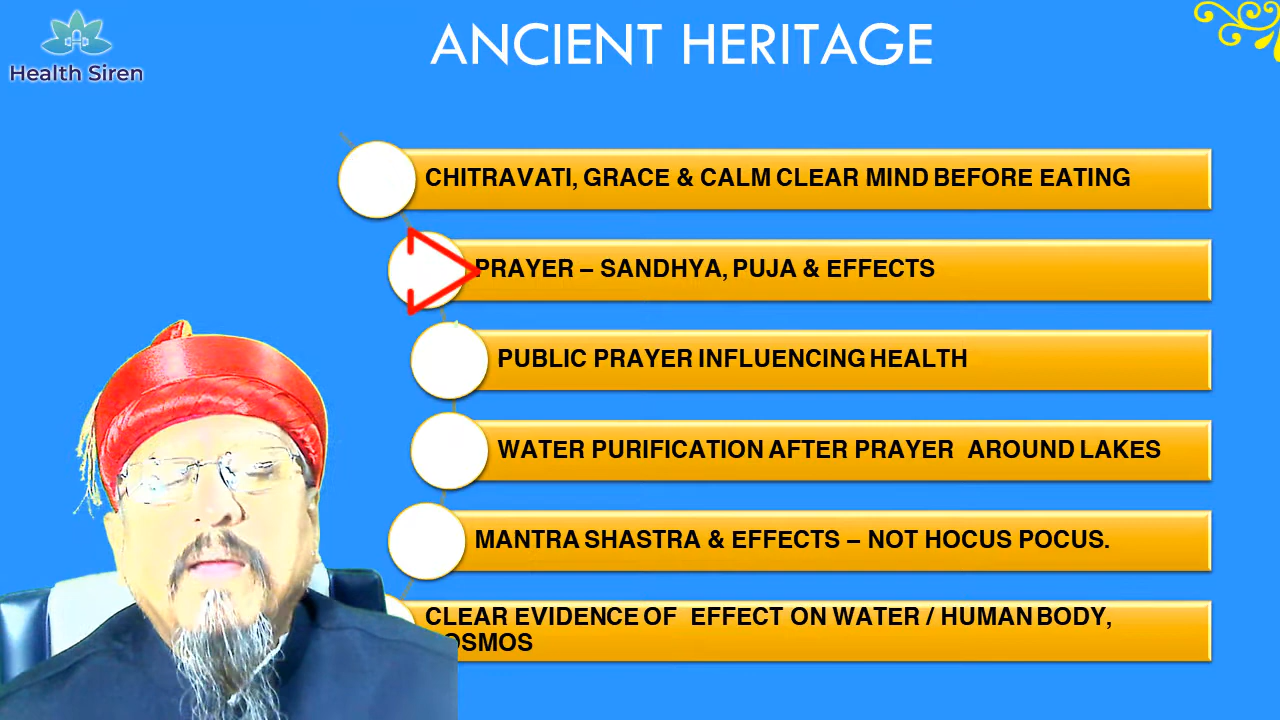 Health Siren
ANCIENT HERITAGE
CHITRAVATI, GRACE & CALM CLEAR MIND BEFORE EATING
PRAYER – SANDHYA, PUJA & EFFECTS
PUBLIC PRAYER INFLUENCING HEALTH
WATER PURIFICATION AFTER PRAYER AROUND LAKES
MANTRA SHASTRA & EFFECTS – NOT HOCUS POCUS.
CLEAR EVIDENCE OF EFFECT ON WATER / HUMAN BODY,
OSMOS